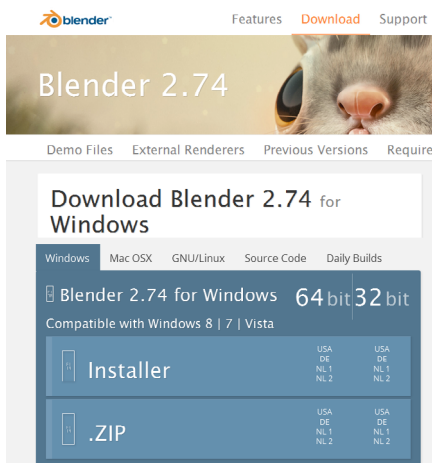 blender
Features Download Support
Blender 2.74
Demo Files External Renderers Previous Versions Require
Download Blender 2.74 for
Windows
Windows Mac OSX GNU/Linux Source Code Daily Builds
Blender 2.74 for Windows 64 bit 32 bit
Compatible with Windows 8 | 7 | Vista
Installer
USA USA
DE DE
NL 1 NL 1
NL 2 NL 2
.ZIP
USA USA
DE DE
NL 1 NL 1
NL 2 NL 2